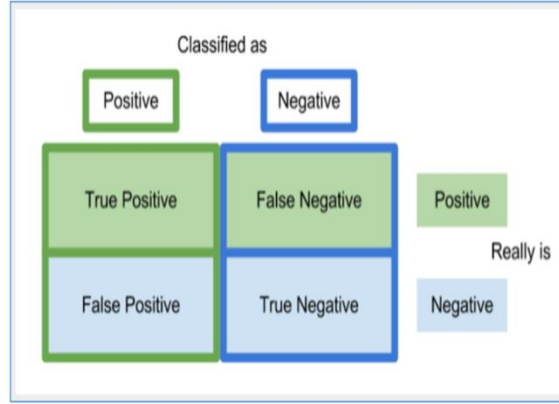 Classified as
Positive Negative
True Positive False Negative Positive
Really is
False Positive True Negative Negative